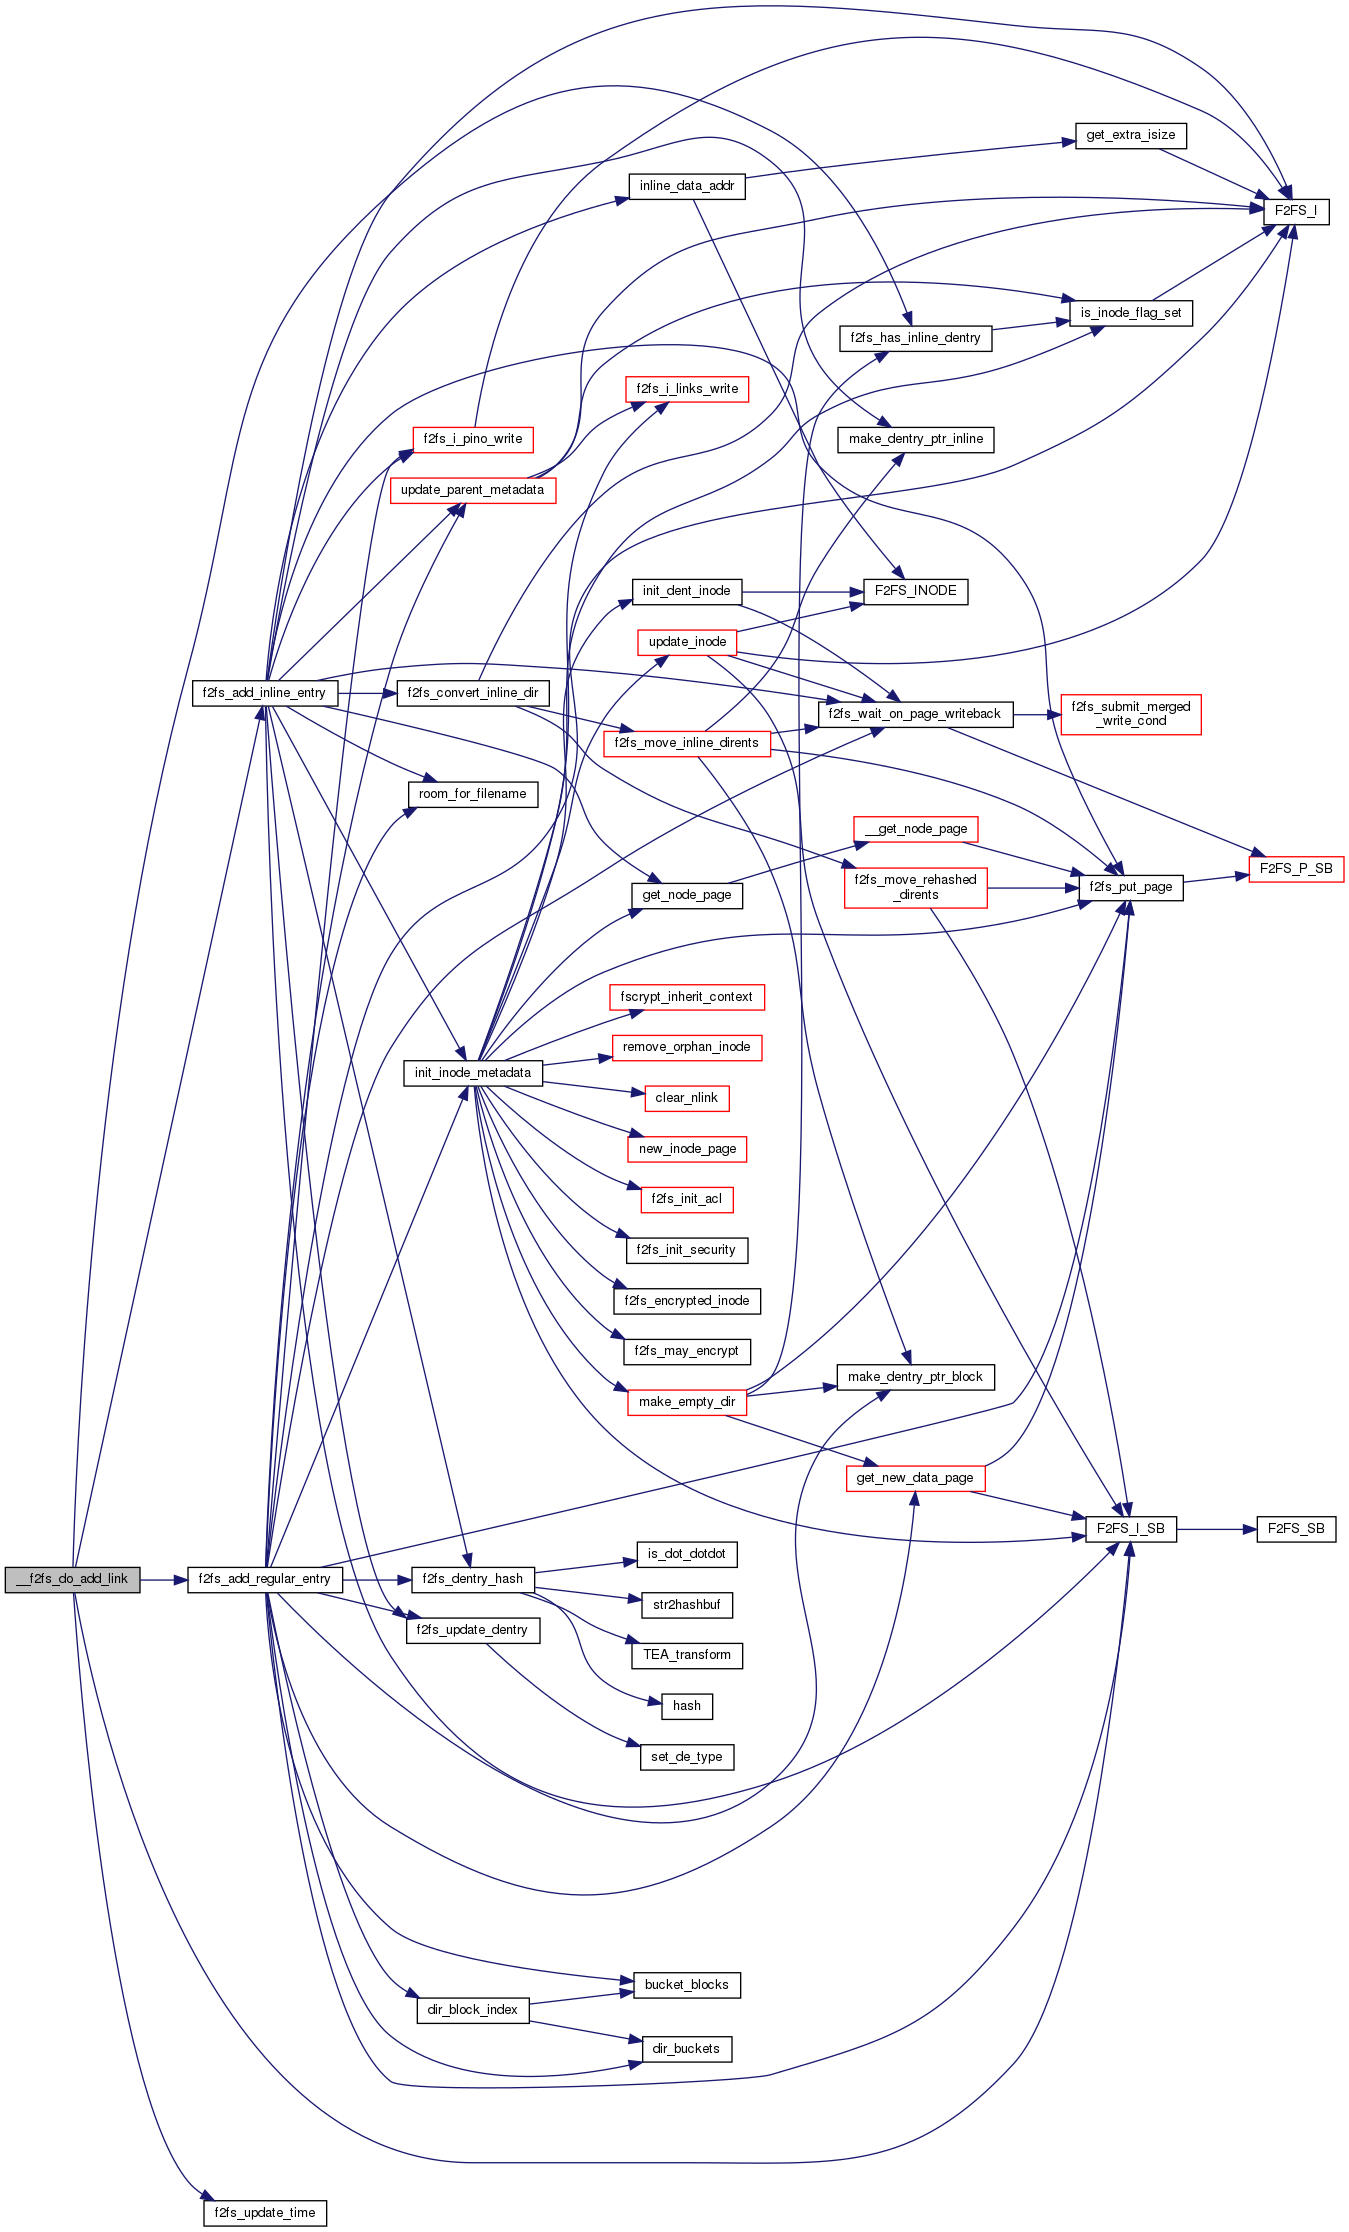 get_extra_isize
inline_data_addr
F2FS_I
is_inode_flag_set
f2fs_has_inline_dentry
f2fs_i_links_write
f2fs_i_pino_write
make_dentry_ptr_inline
update_parent_metadata
init_dent_inode
F2FS_INODE
update_inode
f2fs_add_inline_entry
f2fs_convert_inline_dir
f2fs_wait_on_page_writeback
f2fs_submit_merged
_write_cond
f2fs_move_inline_dirents
room_for_filename
__get_node_page
F2FS_P_SB
f2fs_move_rehashed
_dirents
f2fs_put_page
get_node_page
fscrypt_inherit_context
remove_orphan_inode
init_inode_metadata
clear_nlink
new_inode_page
f2fs_init_acl
f2fs_init_security
f2fs_encrypted_inode
f2fs_may_encrypt
make_dentry_ptr_block
make_empty_dir
get_new_data_page
F2FS_I_SB
F2FS_SB
is_dot_dotdot
__f2fs_do_add_link
f2fs_add_regular_entry
f2fs_dentry_hash
str2hashbuf
f2fs_update_dentry
TEA_transform
hash
set_de_type
bucket_blocks
dir_block_index
dir_buckets
f2fs_update_time